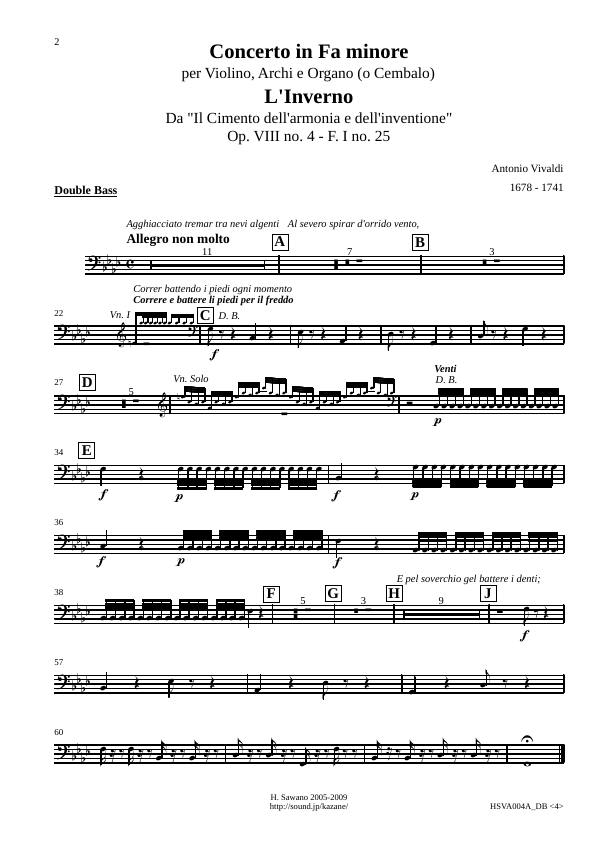 2
Concerto in Fa minore
per Violino, Archi e Organo (o Cembalo)
L'Inverno
Da "Il Cimento dell'armonia e dell'inventione"
Op. VIII no. 4 - F. I no. 25
Antonio Vivaldi
Double Bass
1678 - 1741
Agghiacciato tremar tra nevi algenti Al severo spirar d'orrido vento,
Allegro non molto A B
11 7 3
Correr battendo i piedi ogni momento
Correre e battere li piedi per il freddo
22 Vn. I C D. B.
f
27 D 5 Vn. Solo Venti
D. B.
p
34 E
f p f p
36
f p f
E pel soverchio gel battere i denti;
38 F 5 G 3 H 9 J
f
57
60
H. Sawano 2005-2009
http://sound.jp/kazane/
HSVA004A_DB <4>